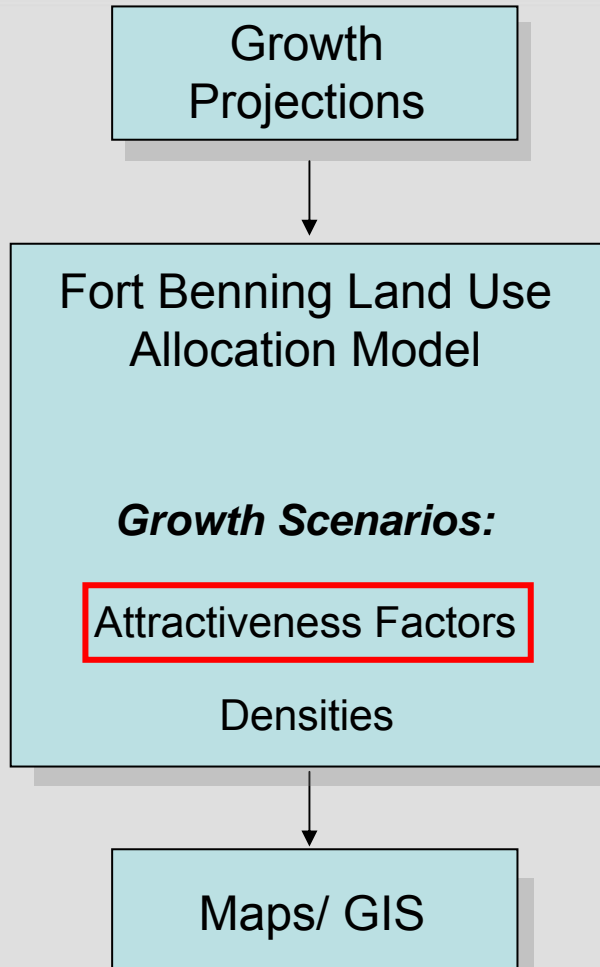 Growth
Projections
Fort Benning Land Use
Allocation Model
Growth Scenarios:
Attractiveness Factors
Densities
Maps/ GIS